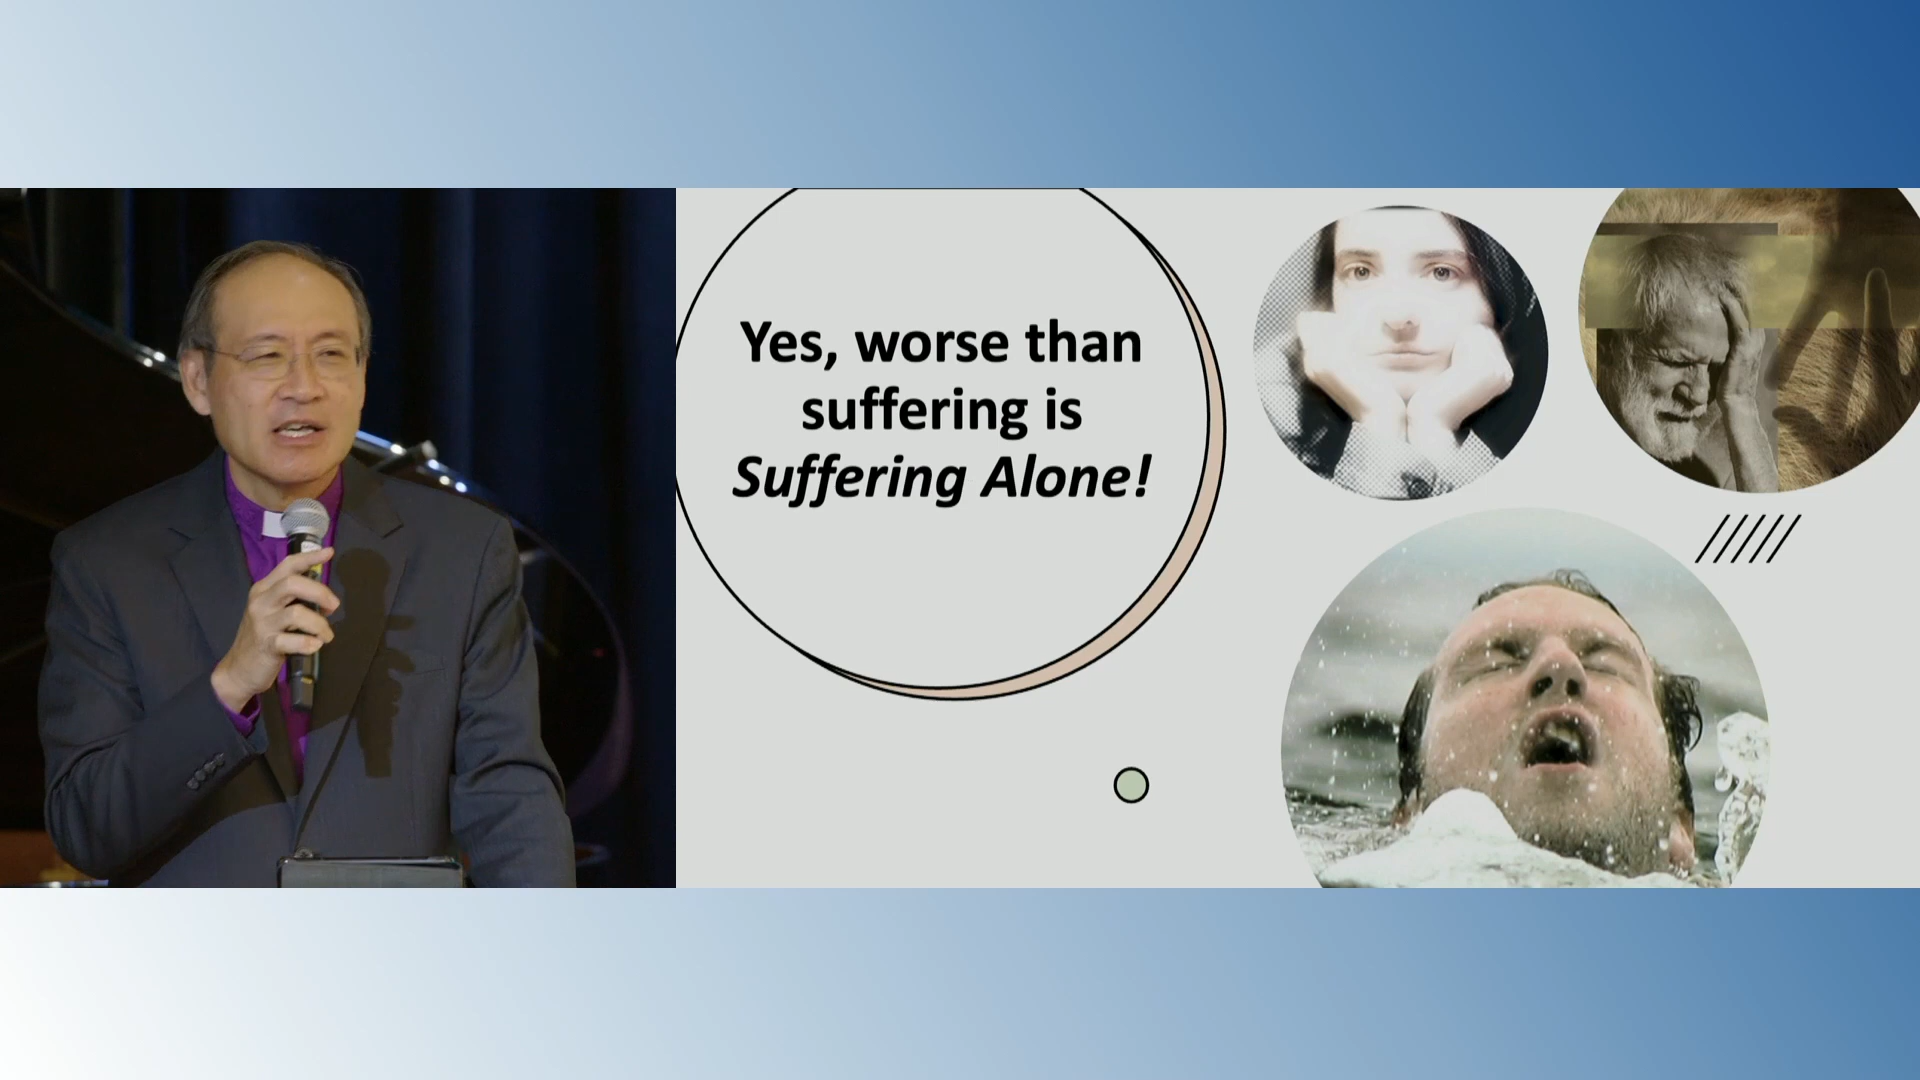 Yes, worse than
suffering is
Suffering Alone!